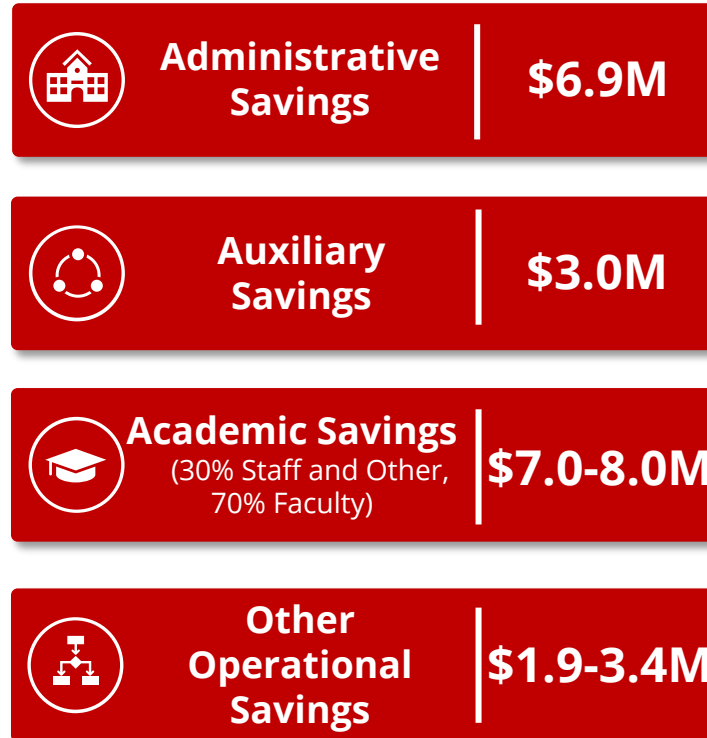 Administrative
Savings
$6.9M
Auxiliary
Savings
$3.0M
Academic Savings
(30% Staff and Other,
70% Faculty)
$7.0-8.0M
Other
Operational
Savings
$1.9-3.4M